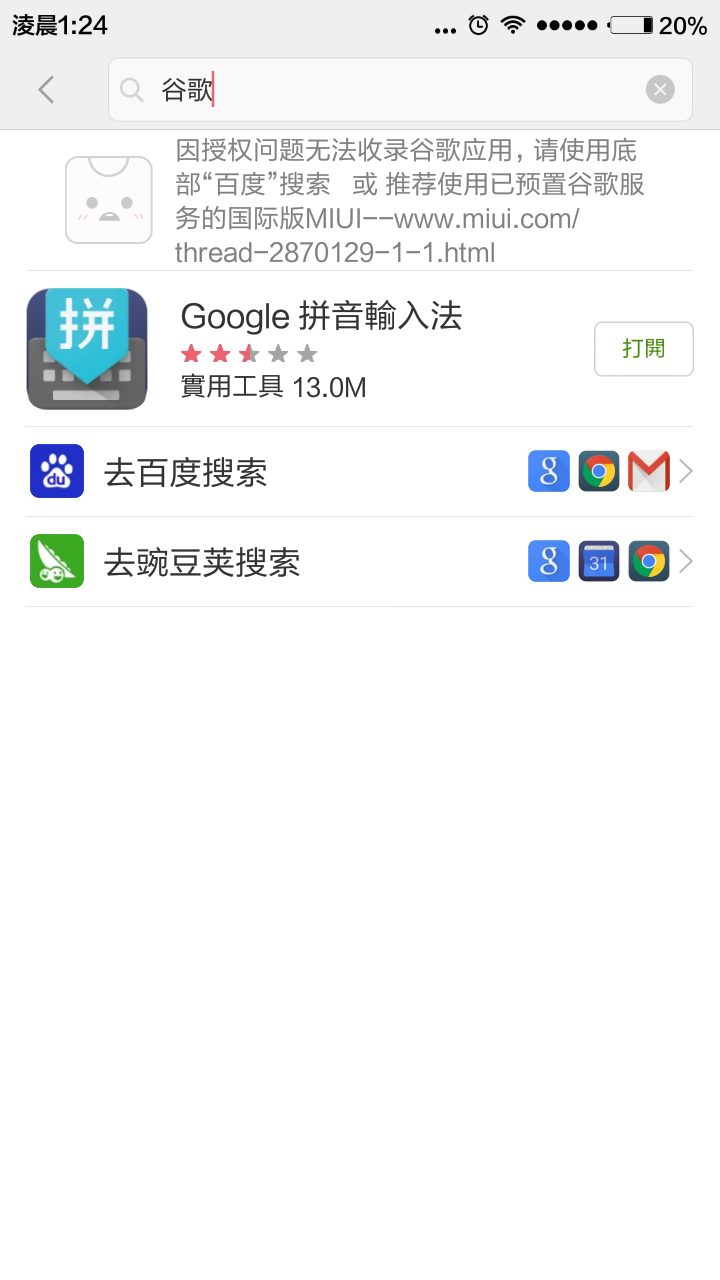 淩晨1:24
... 20%
谷歌
因授权问题无法收录谷歌应用，请使用底
部“百度”搜索 或 推荐使用已预置谷歌服
务的国际版MIUI--www.miui.com/
thread-2870129-1-1.html
拼
Google 拼音輸入法
打開
實用工具 13.0M
du
去百度搜索
g
去豌豆荚搜索
g
31